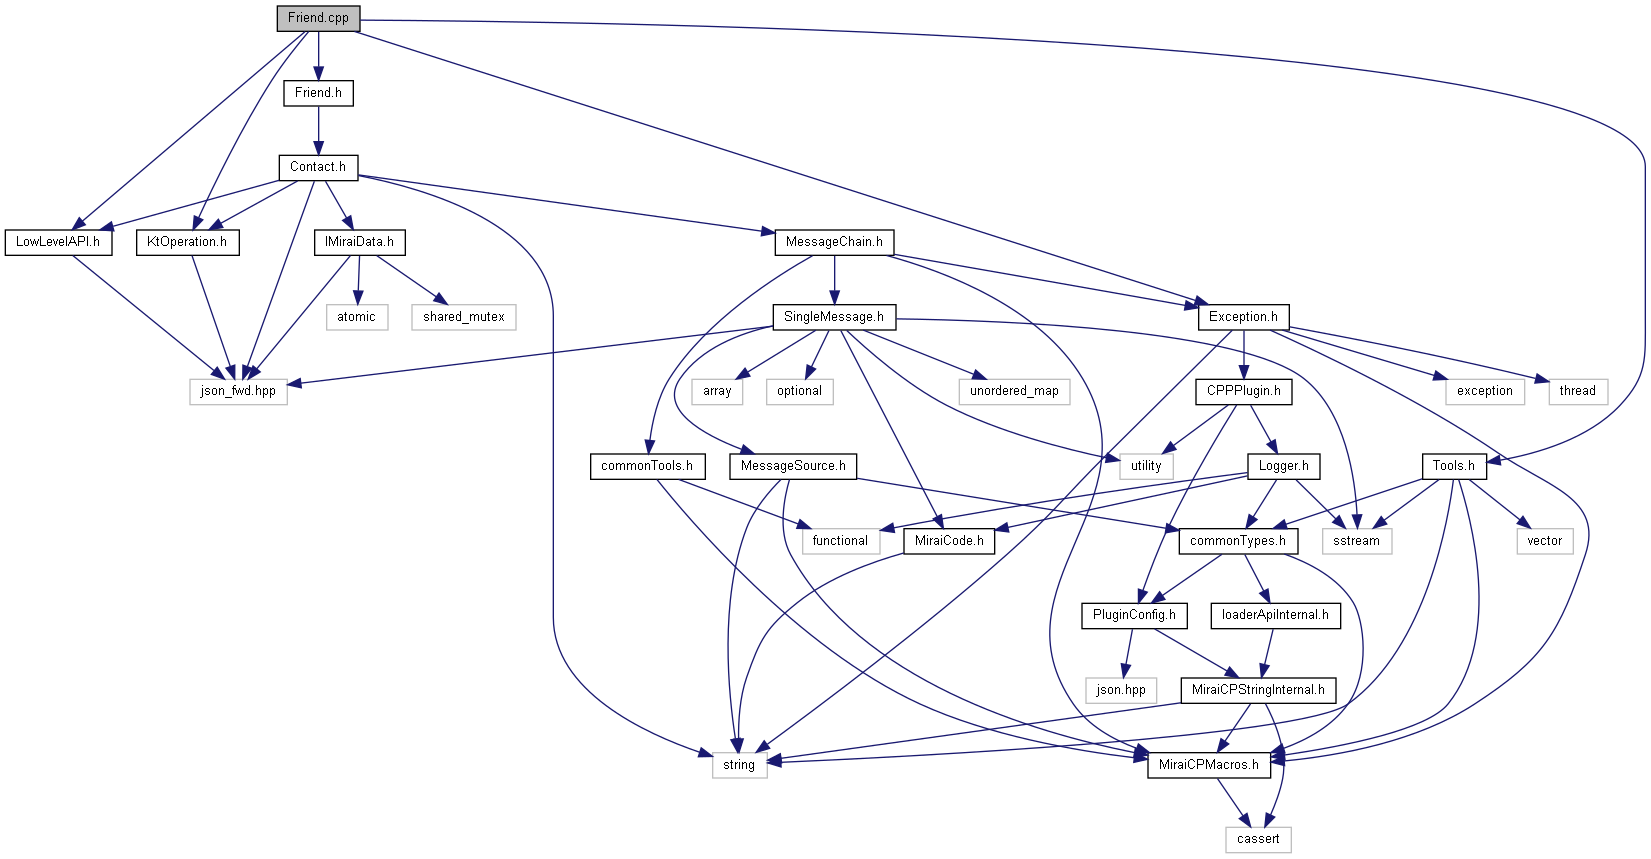 Friend.cpp
Friend.h
Contact.h
LowLevelAPI.h
KtOperation.h
IMiraiData.h
MessageChain.h
atomic
shared_mutex
SingleMessage.h
Exception.h
json_fwd.hpp
array
optional
unordered_map
CPPPlugin.h
exception
thread
commonTools.h
MessageSource.h
utility
Logger.h
Tools.h
functional
MiraiCode.h
commonTypes.h
sstream
vector
PluginConfig.h
loaderApiInternal.h
json.hpp
MiraiCPStringInternal.h
string
MiraiCPMacros.h
cassert